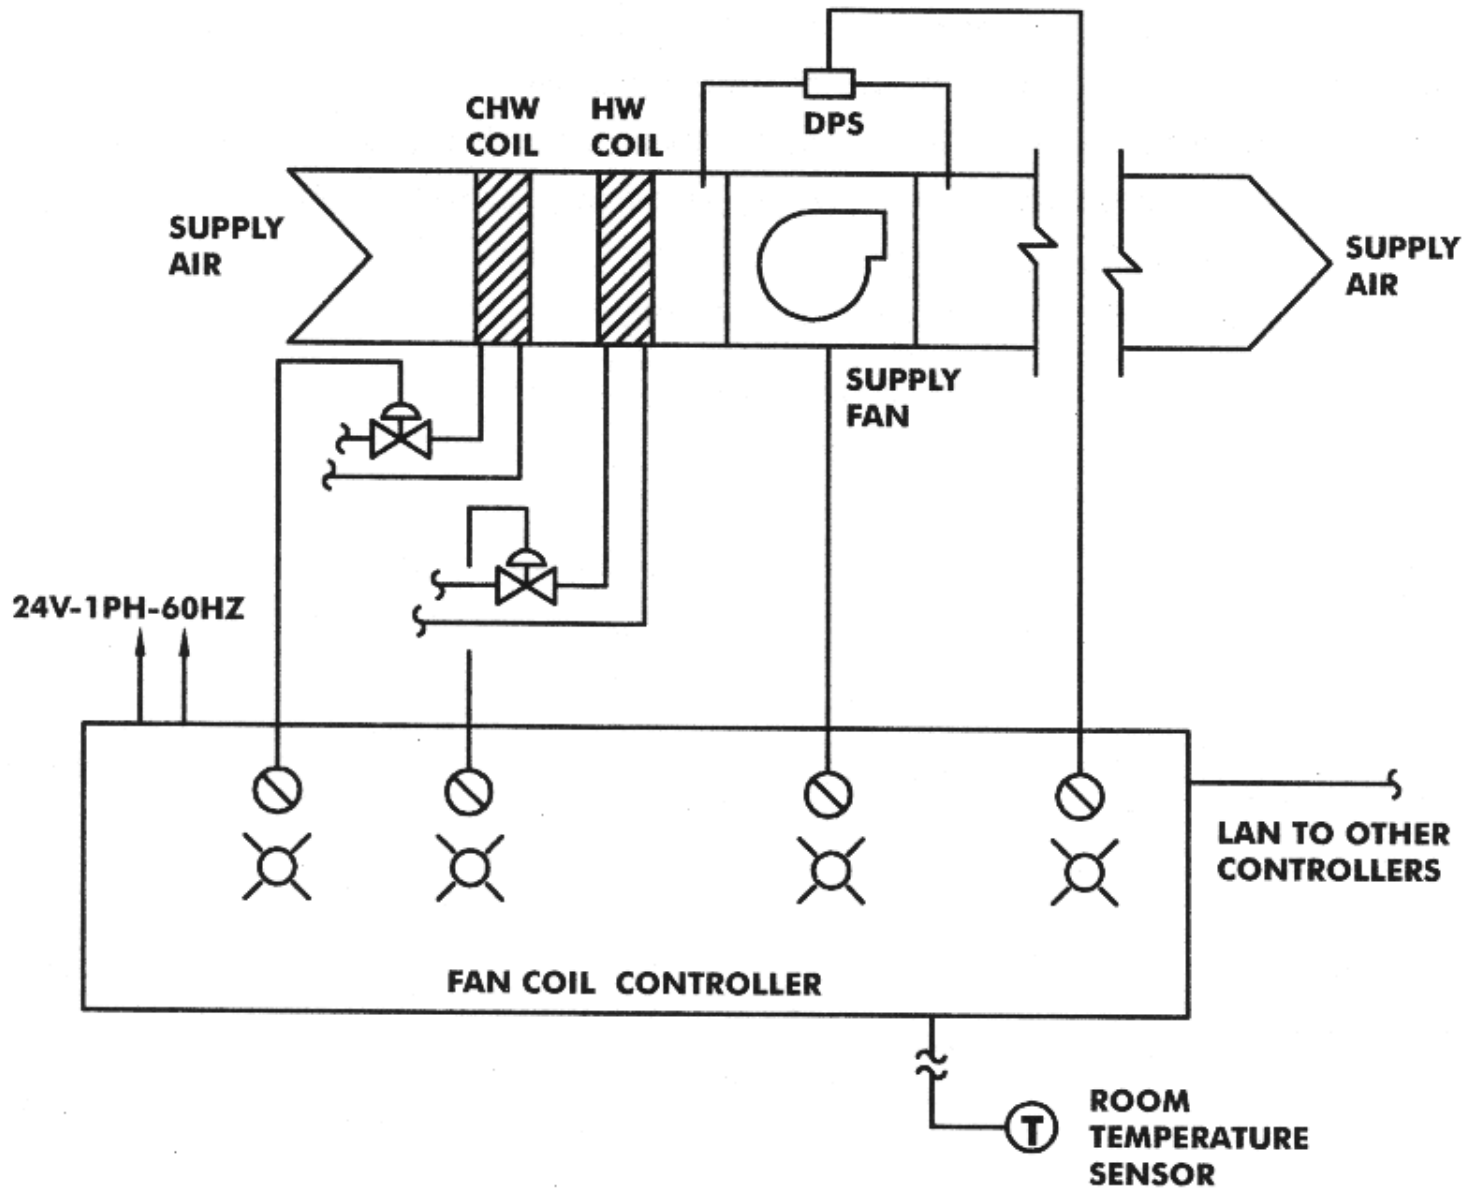 CHW
COIL
HW
COIL
DPS
SUPPLY
AIR
SUPPLY
AIR
SUPPLY
FAN
24V-1PH-60HZ
LAN TO OTHER
CONTROLLERS
FAN COIL CONTROLLER
T
ROOM
TEMPERATURE
SENSOR